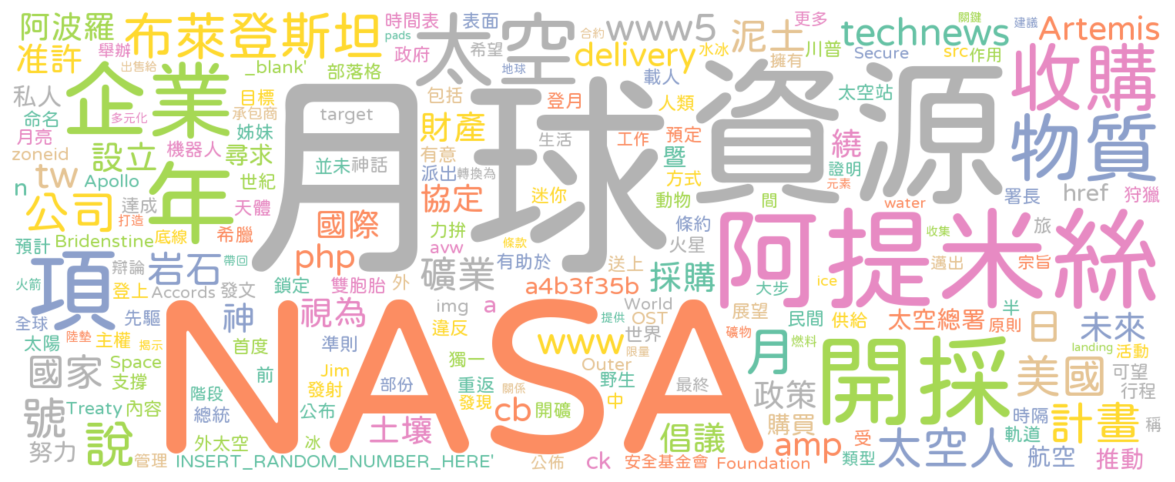 阿波羅
布萊登斯坦
時間表
表面
太空
www5
泥土
更多
關鍵
technews
Artemis
建議
准許
舉辦
pads
政府
希望
合約
delivery
水冰
川普
擁有
Secure
src
作用
出售給
_blank'
部落格
地球
載人
收購
私人
企業
目標
承包商
target
包括
登月
人類
太空站
物質
命名
多元化
姊妹
月球資源
財產
生活
工作
預定
繞
月亮
zoneid
設立
機器人
尋求
並未
神話
有意
暨
證明
href
狩獵
tw
Apollo
世紀
派出
轉換為
方式
元素
n
年
達成
天體
協定
迷你
動物
間
署長
公司
打造
希臘
國際
力拚
條約
water
旅
預計
Bridenstine
底線
php
avw
條款
火星
收集
阿提米絲
項
辯論
岩石
帶回
礦業
有助於
送上
採購
邁出
宗旨
火箭
登上
Accords
發文
鎖定
雙胞胎
外
a4b3f35b
大步
ice
全球
先驅
神
視為
img
a
提供
World
OST
展望
半
陸墊
主權
首度
準則
違反
www
世界
民間
供給
太空總署
原則
日
未來
太陽
揭示
NASA
獨一
限量
Outer
月
礦物
燃料
開採
landing
活動
國家
Space
支撐
前
Jim
發射
部份
重返
關係
野生
最終
政策
美國
可望
行程
階段
號
Treaty
內容
總統
公布
發現
cb
開礦
中
購買
時隔
計畫
稱
努力
說
外太空
冰
土壤
倡議
amp
受
類型
太空人
軌道
航空
推動
管理
INSERT_RANDOM_NUMBER_HERE'
公佈
ck
安全基金會
Foundation